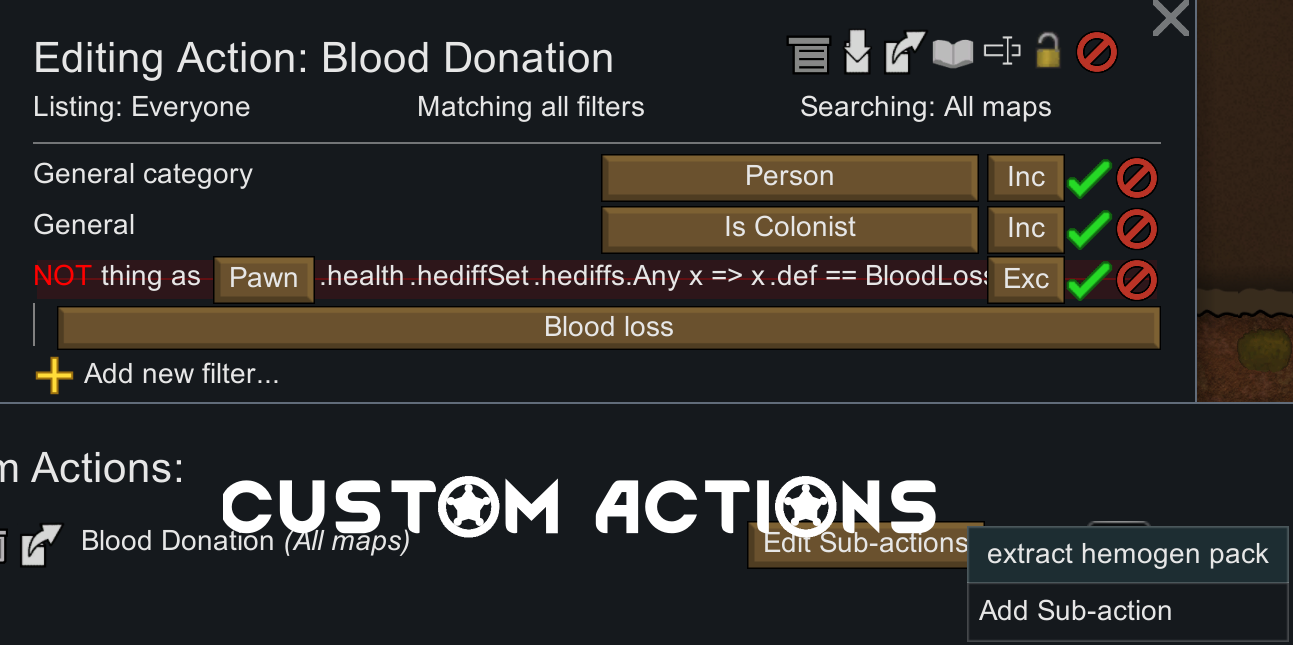 Editing Action: Blood Donation
Listing: Everyone Matching all filters Searching: All maps
General category Person Inc
General Is Colonist Inc
NOT thing as Pawn .health .hediffSet .hediffs.Any x => x .def == BloodLoss Exc
Blood loss
Add new filter...
m Actions:
CUSTOM ACTIONS
Blood Donation (All maps) Edit Sub-actions
extract hemogen pack
Add Sub-action